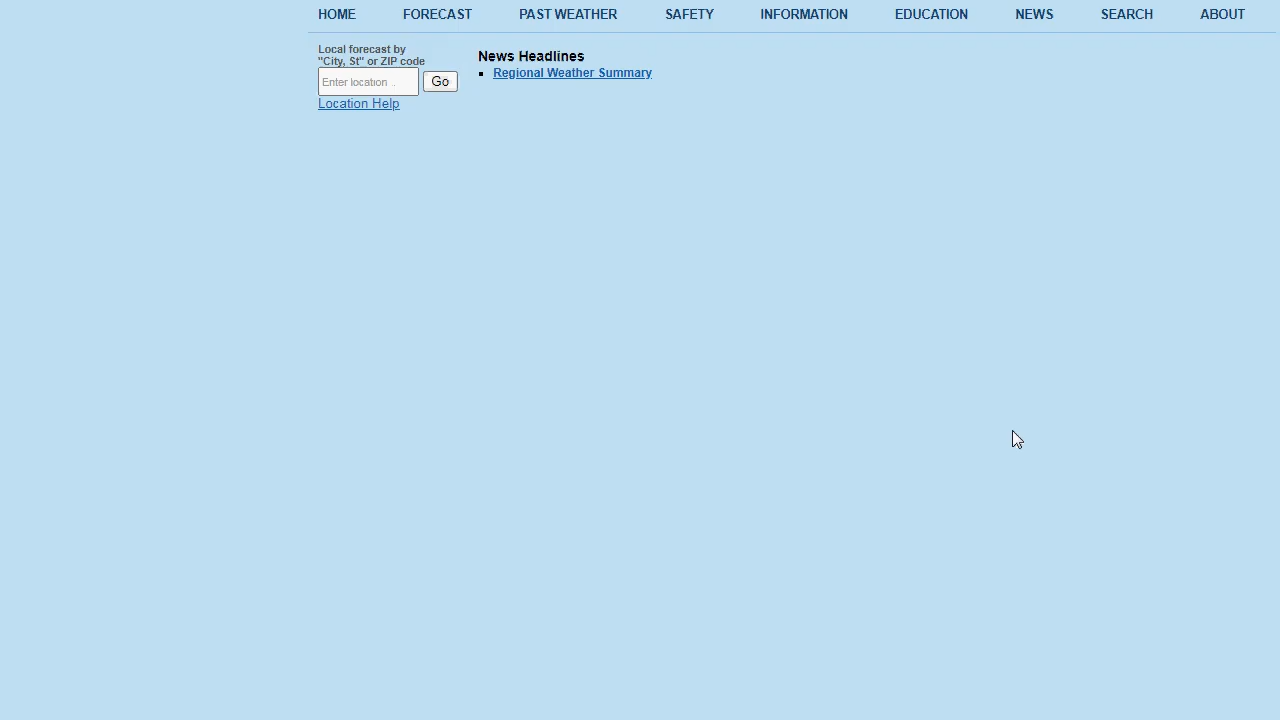 HOME FORECAST PAST WEATHER SAFETY INFORMATION EDUCATION NEWS SEARCH ABOUT
Local forecast by
"City, St" or ZIP code
Enter location ...
Go
Location Help
News Headlines
Regional Weather Summary